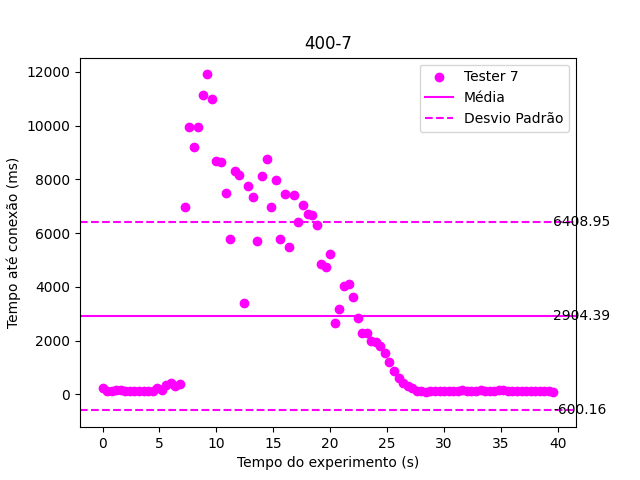 400-7
Tempo até conexão (ms)
12000
10000
8000
6000
4000
2000
0
Tester 7
Média
Desvio Padrão
6408.95
2904.39
-600.16
0 5 10 15 20 25 30 35 40
Tempo do experimento (s)